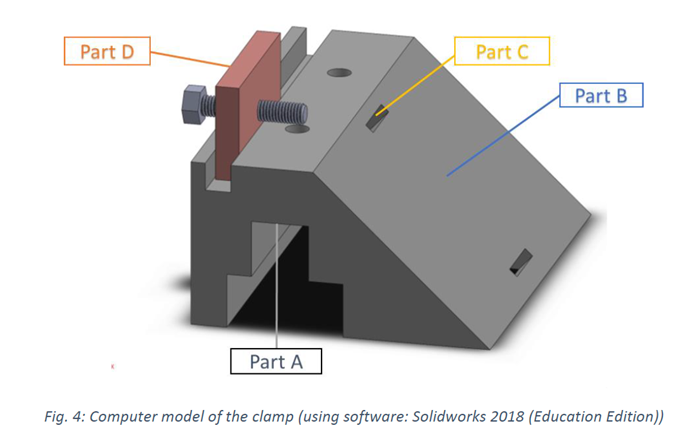 Part D
Part C
Part B
Part A
Fig. 4: Computer model of the clamp (using software: Solidworks 2018 (Education Edition))